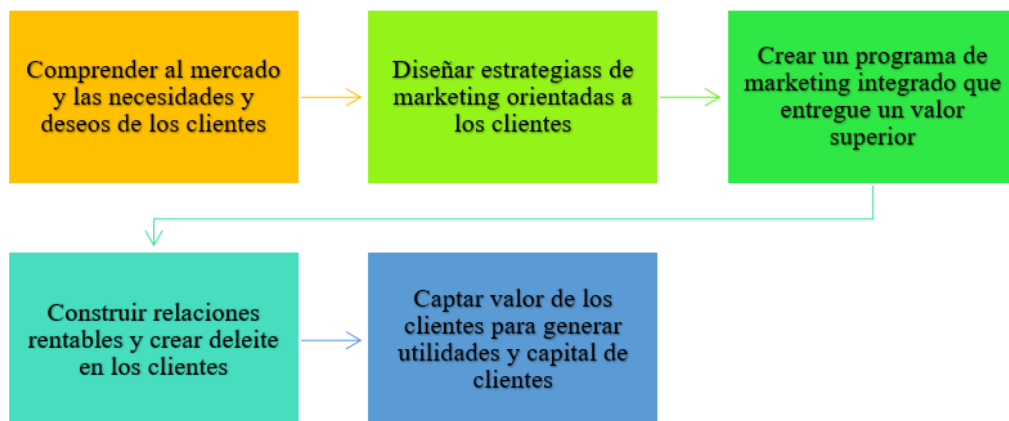 Comprender al mercado
y las necesidades y
deseos de los clientes
Diseñar estrategiass de
marketing orientadas a
los clientes
Crear un programa de
marketing integrado que
entregue un valor
superior
Construir relaciones
rentables y crear deleite
en los clientes
Captar valor de los
clientes para generar
utilidades y capital de
clientes